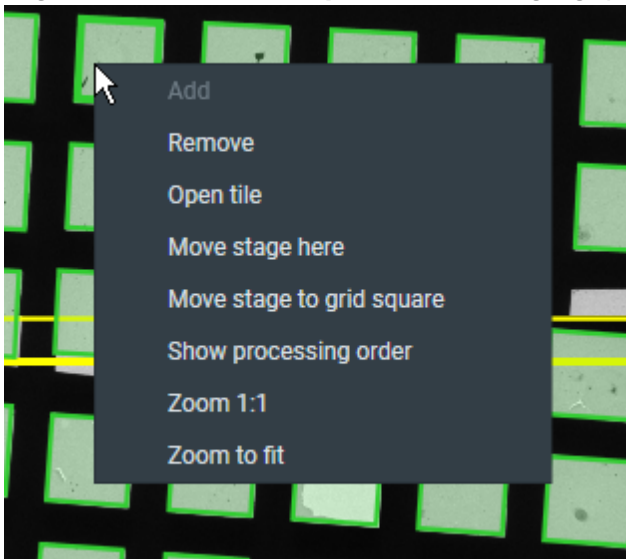 Add
Remove
Open tile
Move stage here
Move stage to grid square
Show processing order
Zoom 1:1
Zoom to fit